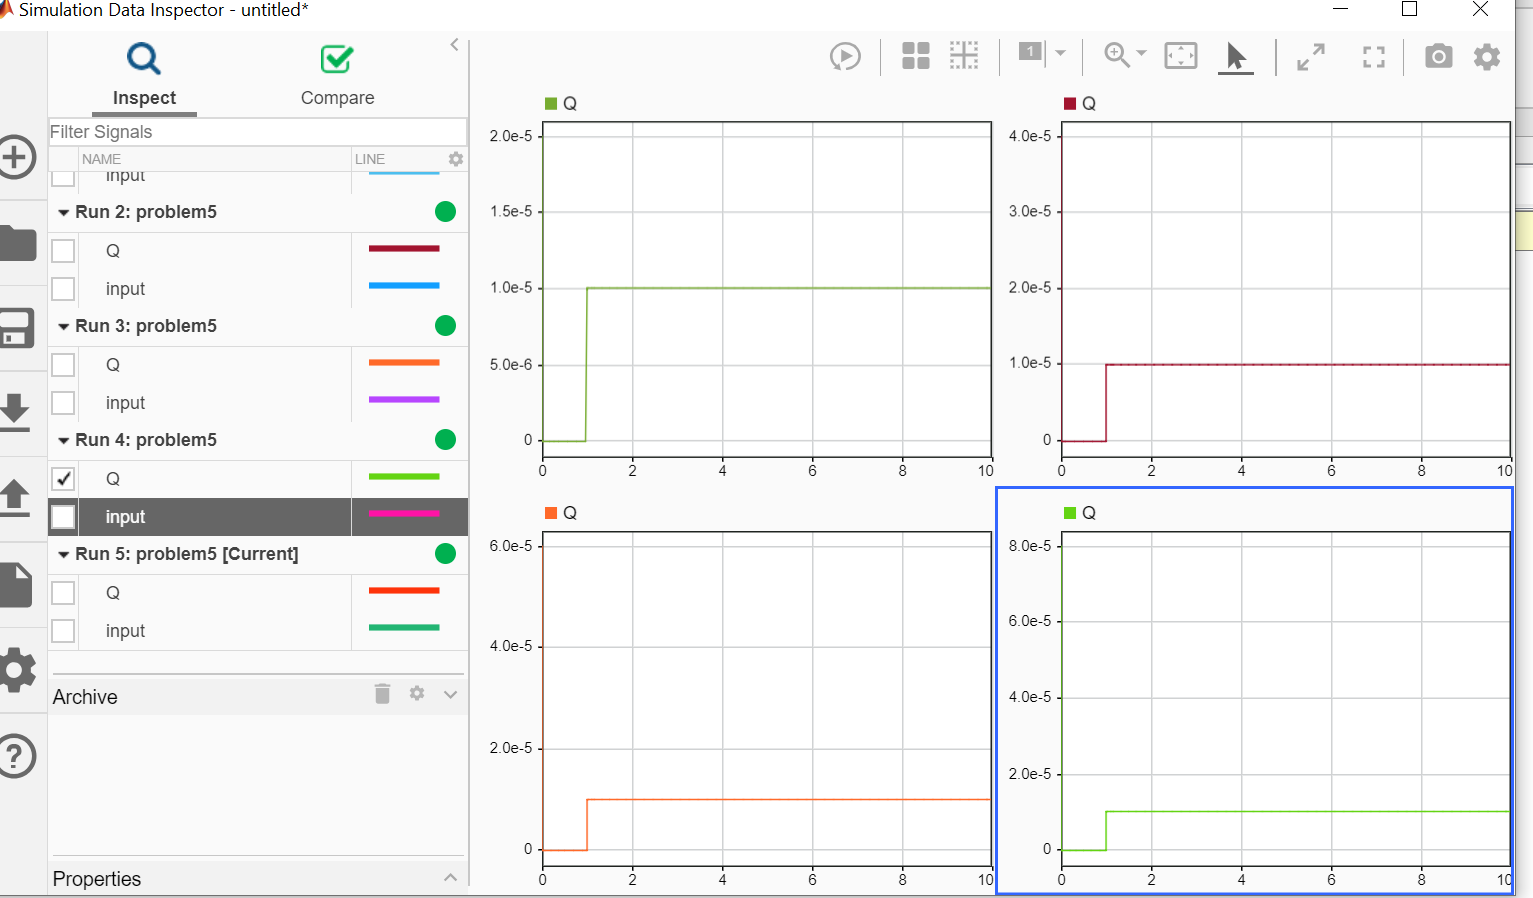 Simulation Data Inspector - untitled*
Inspect
Compare
Filter Signals
NAME
LINE
input
Run 2: problem5
Q
input
Run 3: problem5
Q
input
Run 4: problem5
Q
input
Run 5: problem5 [Current]
Q
input
Archive
Properties
1
Q
2.0e-5
1.5e-5
1.0e-5
5.0e-6
0
0 2 4 6 8 10
Q
4.0e-5
3.0e-5
2.0e-5
1.0e-5
0
0 2 4 6 8 10
Q
6.0e-5
4.0e-5
2.0e-5
0
0 2 4 6 8 10
Q
8.0e-5
6.0e-5
4.0e-5
2.0e-5
0
0 2 4 6 8 10